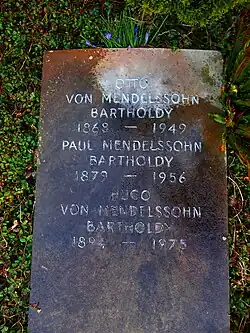 OTTO
VON MENDELSSOHN
BARTHOLDY
1868 — 1949
PAUL MENDELSSOHN
BARTHOLDY
1879 — 1956
HUGO
VON MENDELSSOHN
BARTHOLDY
1894 — 1975